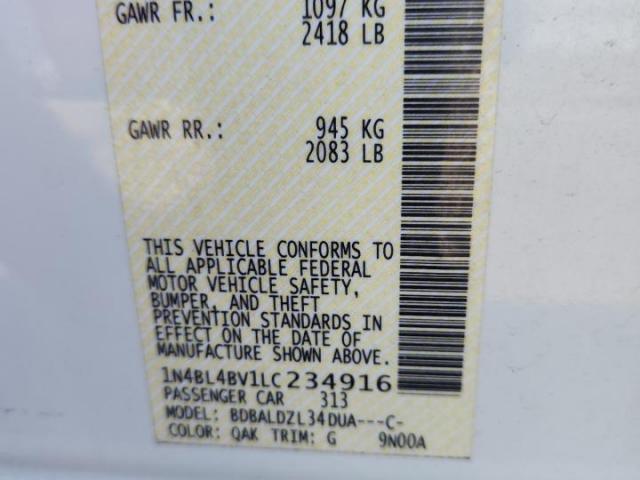 GAWR FR.: 1097 KG
2418 LB
GAWR RR.: 945 KG
2083 LB
THIS VEHICLE CONFORMS TO
ALL APPLICABLE FEDERAL
MOTOR VEHICLE SAFETY,
BUMPER, AND THEFT
PREVENTION STANDARDS IN
EFFECT ON THE DATE OF
MANUFACTURE SHOWN ABOVE.
1N4BL4BV1LC234916
PASSENGER CAR 313
MODEL: BDBALDZL34DUA---C-
COLOR: QAK TRIM: G 9N00A